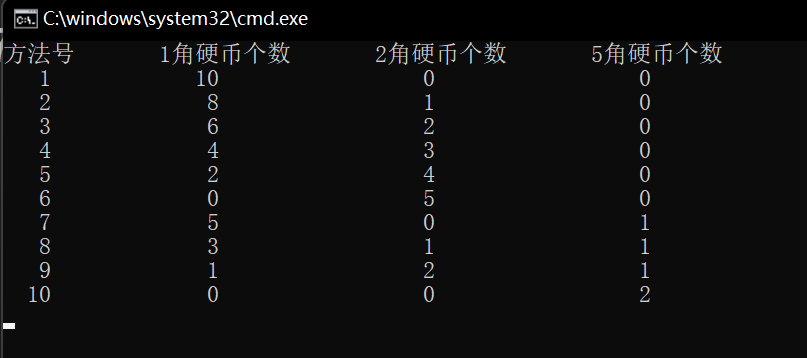 C:\windows\system32\cmd.exe
方法号 1角硬币个数 2角硬币个数 5角硬币个数
1 10 0 0
2 8 1 0
3 6 2 0
4 4 3 0
5 2 4 0
6 0 5 0
7 5 0 1
8 3 1 1
9 1 2 1
10 0 0 2